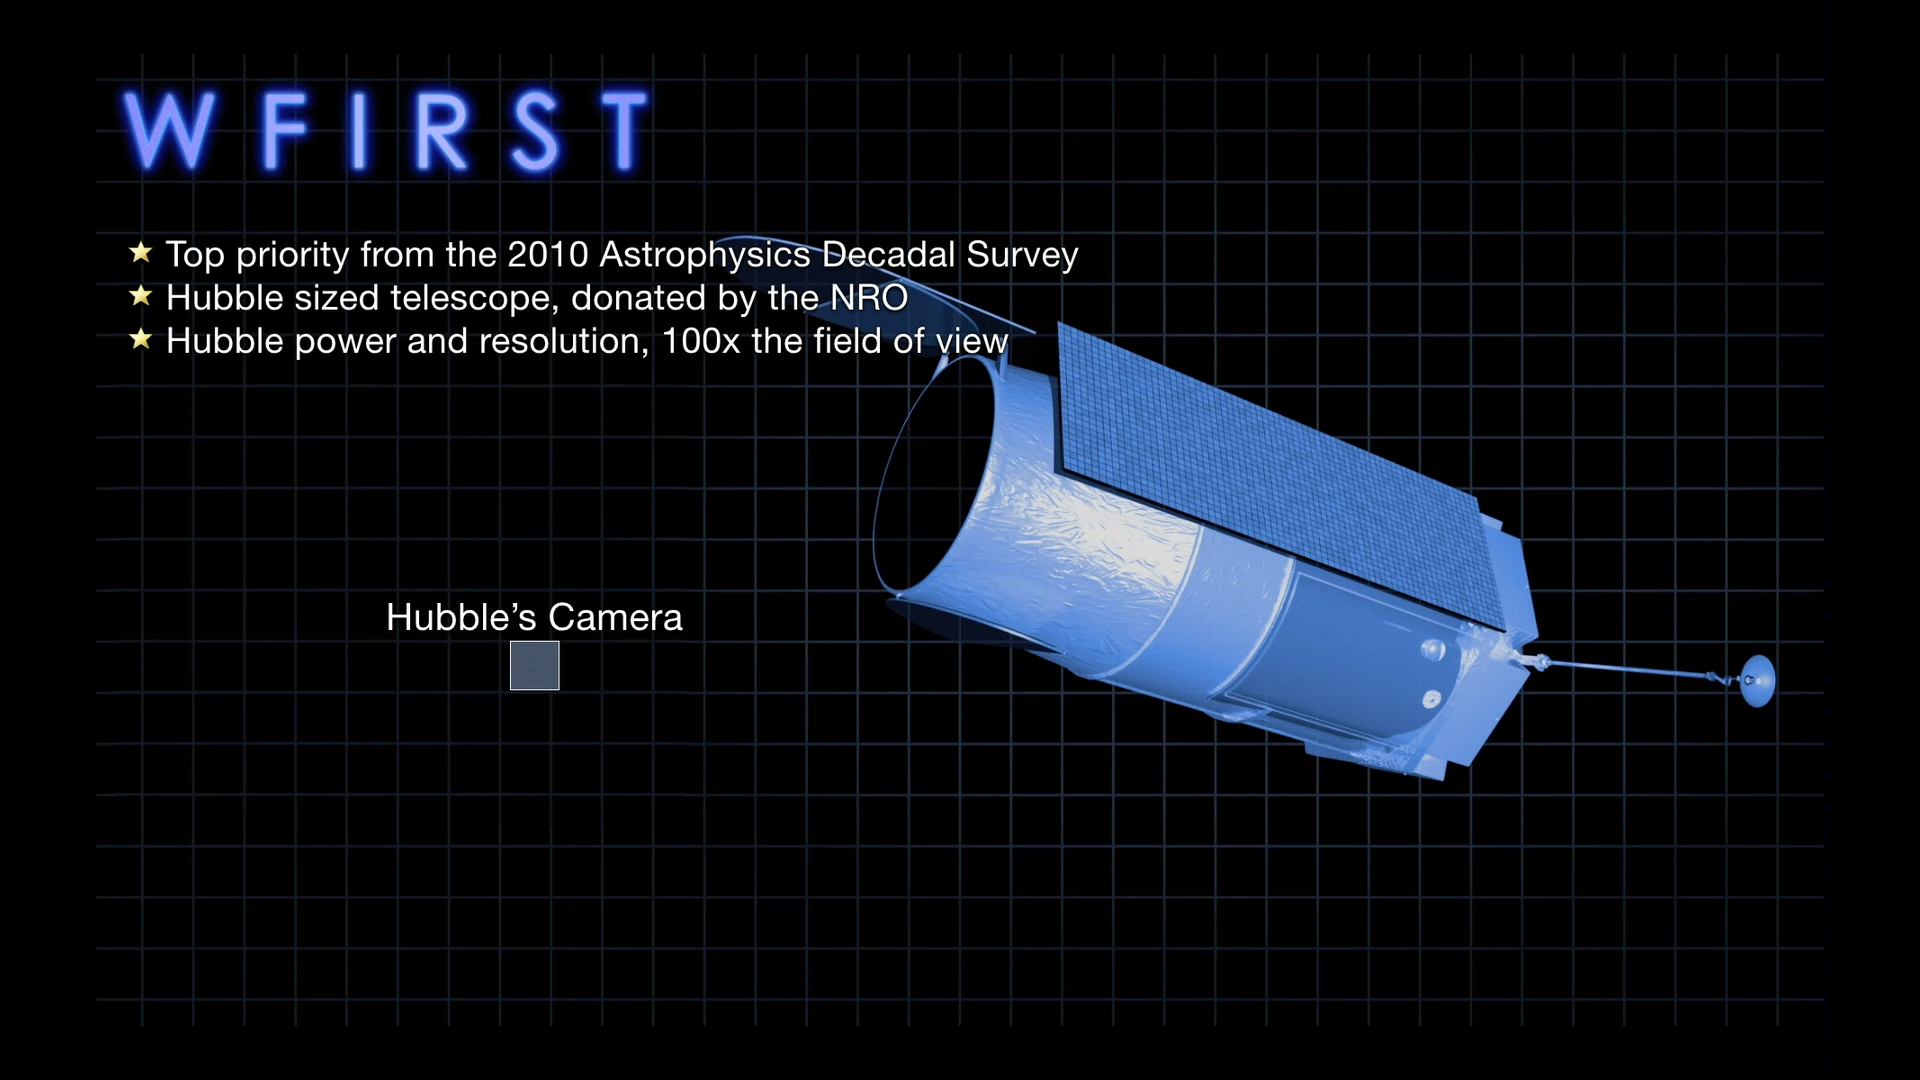 WFIRST
Top priority from the 2010 Astrophysics Decadal Survey
Hubble sized telescope, donated by the NRO
Hubble power and resolution, 100x the field of view
Hubble’s Camera